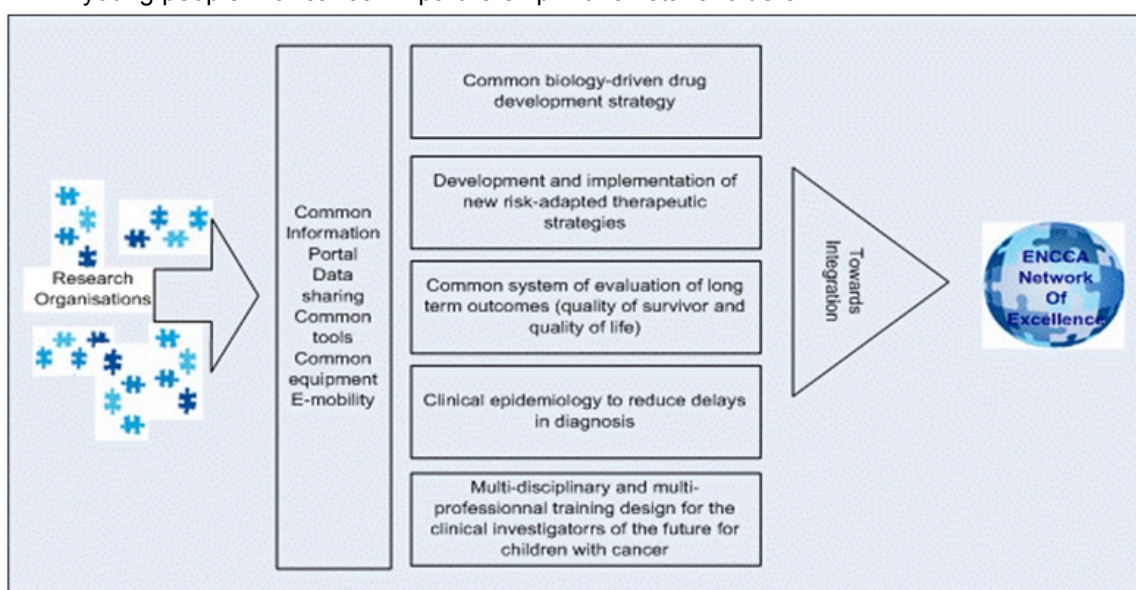 Research
Organisations
Common
Information
Portal
Data
sharing
Common
tools
Common
equipment
E-mobility
Common biology-driven drug
development strategy
Development and implementation of
new risk-adapted therapeutic
strategies
Common system of evaluation of long
term outcomes (quality of survivor and
quality of life)
Clinical epidemiology to reduce delays
in diagnosis
Multi-disciplinary and multi-
professionnal training design for the
clinical investigatorrs of the future for
children with cancer
Towards
Integration
ENCCA
Network
Of
Excellence